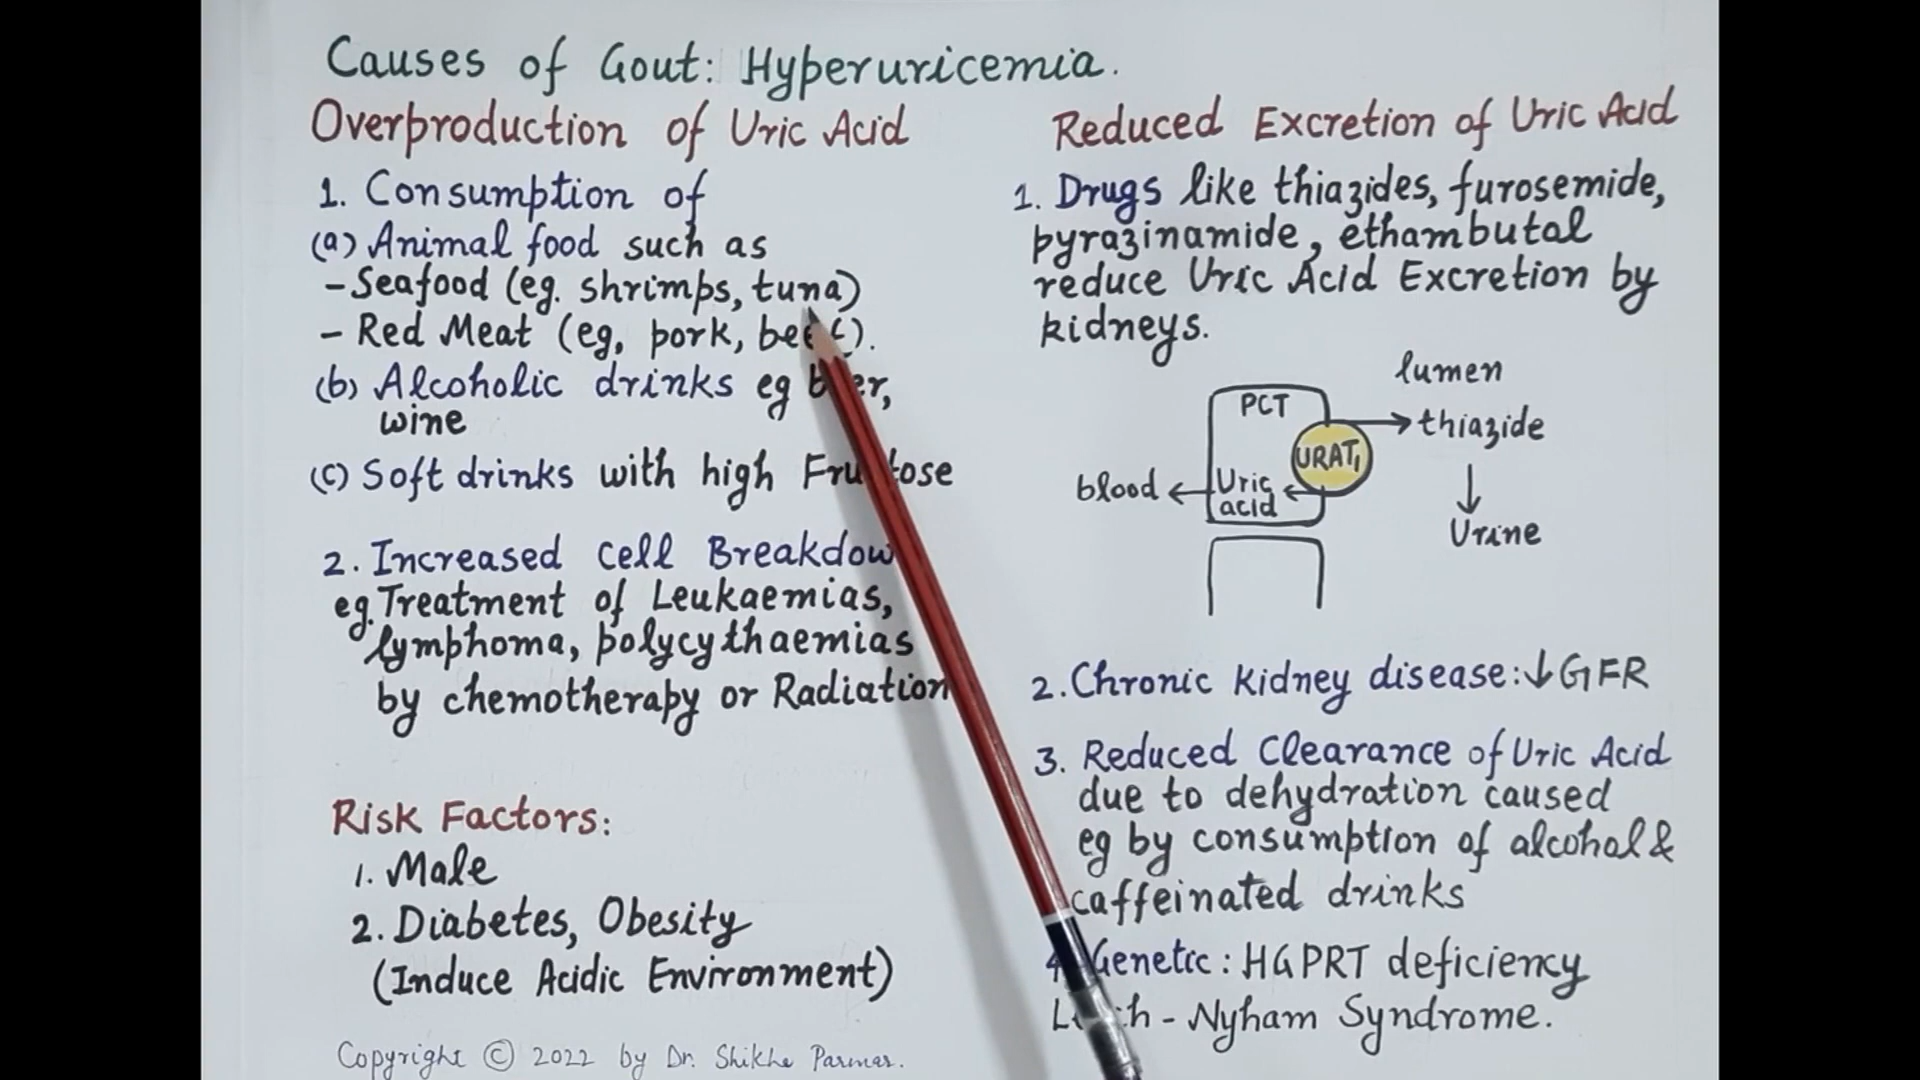 Causes of Gout: Hyperuricemia.
Overproduction of Uric Acid
1. Consumption of
(a) Animal food such as
- Seafood (eg. shrimps, tuna)
- Red Meat (eg, pork,
(b) Alcoholic drinks eg
wine
(c) Soft drinks with high
2. Increased cell Breakdow
eg. Treatment of Leukaemias,
lymphoma, polycythaemias
by chemotherapy or Radiation
Risk Factors:
1. Male
2. Diabetes, Obesity
(Induce Acidic Environment)
Copyright © 2022 by Dr. Shikha Parmar.
Reduced Excretion of Uric Acid
1. Drugs like thiazides, furosemide,
pyrazinamide, ethambutal
reduce Uric Acid Excretion by
kidneys.
lumen
PCT
thiazide
URAT1
blood
Uric
acid
Urine
2. Chronic kidney disease: ↓ GFR
3. Reduced Clearance of Uric Acid
due to dehydration caused
eg by consumption of alcohol &
caffeinated drinks
4. Genetic: HGPRT deficiency
- Nyham Syndrome.